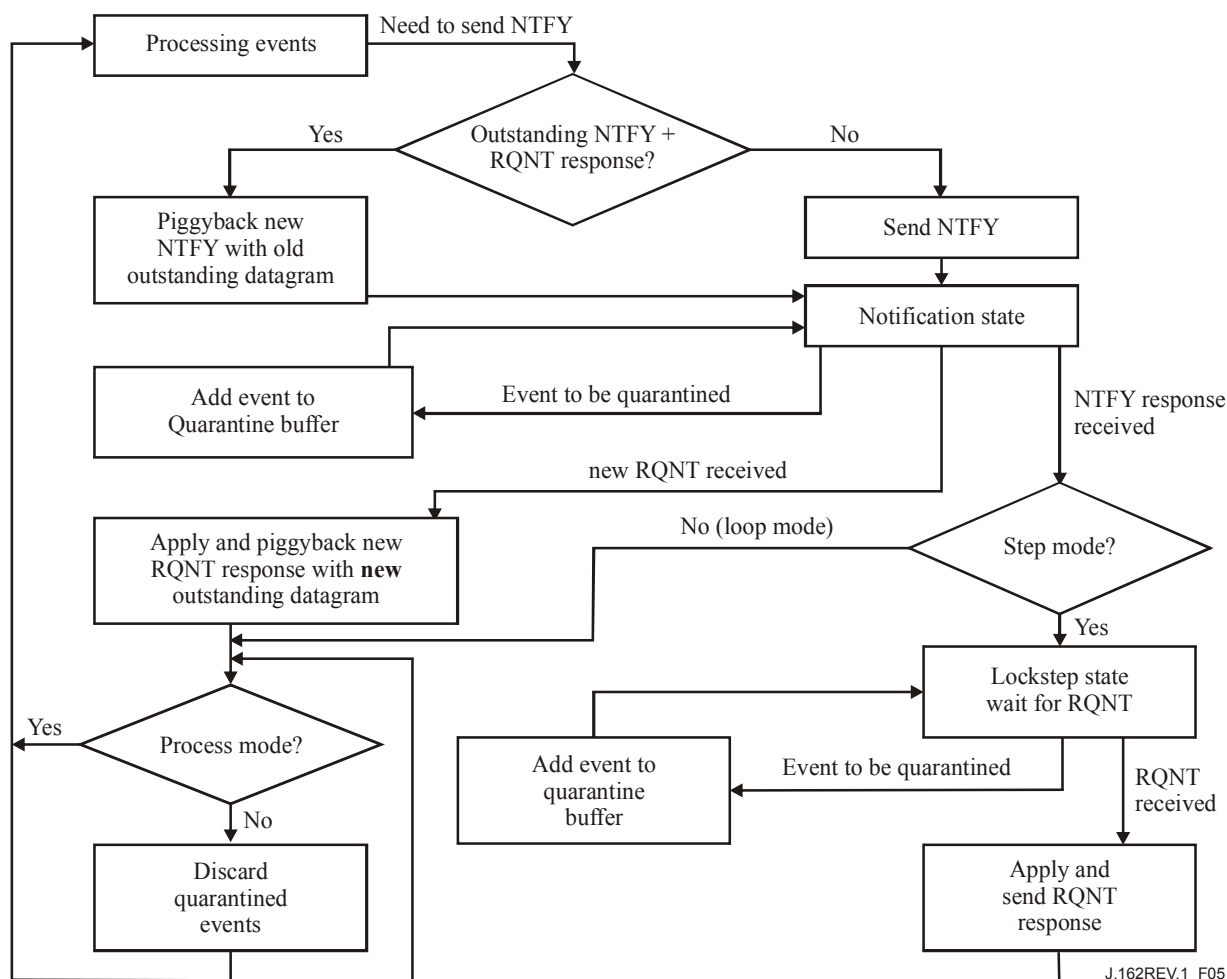 Processing events
Need to send NTFY
Outstanding NTFY +
RQNT response?
Yes
No
Piggyback new
NTFY with old
outstanding datagram
Send NTFY
Notification state
Add event to
Quarantine buffer
Event to be quarantined
NTFY response
received
new RQNT received
Apply and piggyback new
RQNT response with new
outstanding datagram
No (loop mode)
Step mode?
Yes
Lockstep state
wait for RQNT
Yes
Process mode?
Add event to
quarantine
buffer
Event to be quarantined
RQNT
received
No
Discard
quarantined
events
Apply and
send RQNT
response
J.162REV.1_F05